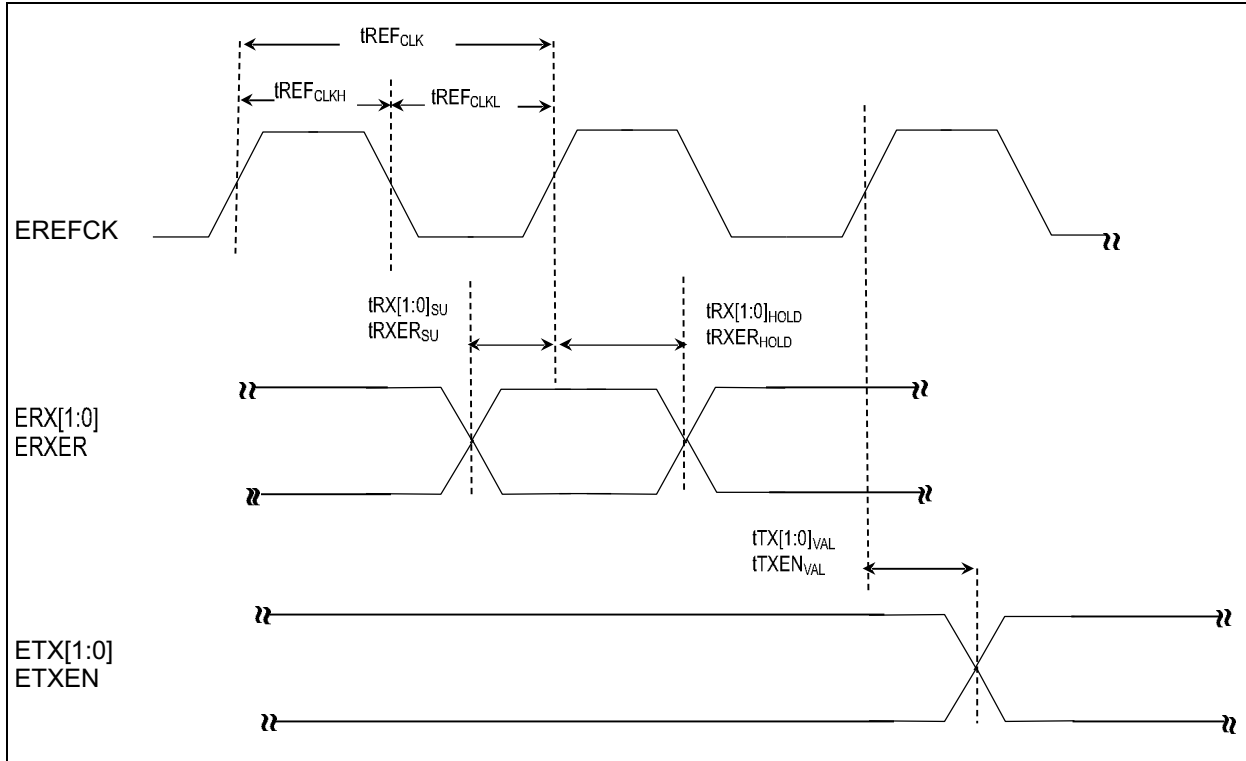 tREFCLK
tREFCLKH
tREFCLKL
EREFCK
tRX[1:0]SU
tRXERSU
tRX[1:0]HOLD
tRXERHOLD
ERX[1:0]
ERXER
tTX[1:0]VAL
tTXENVAL
ETX[1:0]
ETXEN